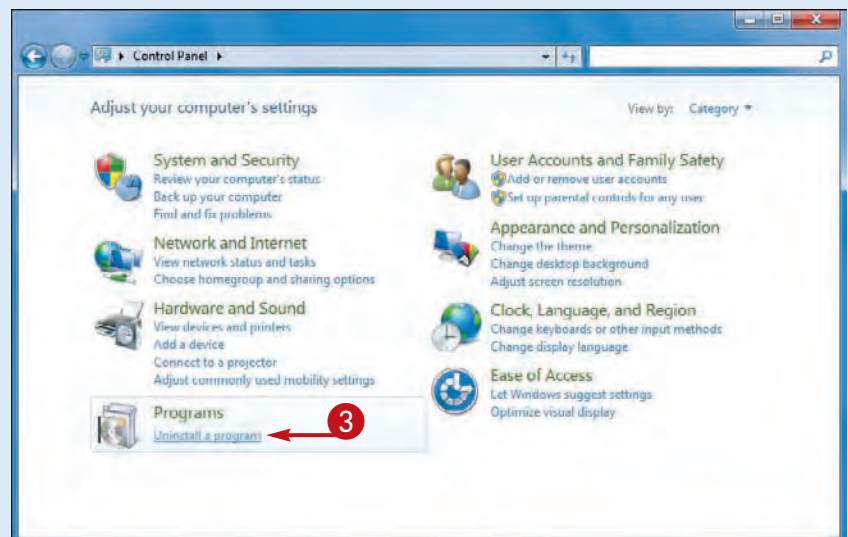 Control Panel
Adjust your computer's settings
View by: Category
System and Security
Review your computer's status
Back up your computer
Find and fix problems
Network and Internet
View network status and tasks
Choose homegroup and sharing options
Hardware and Sound
View devices and printers
Add a device
Connect to a projector
Adjust commonly used mobility settings
Programs
Uninstall a program
3
User Accounts and Family Safety
Add or remove user accounts
Set up parental controls for any user
Appearance and Personalization
Change the theme
Change desktop background
Adjust screen resolution
Clock, Language, and Region
Change keyboards or other input methods
Change display language
Ease of Access
Let Windows suggest settings
Optimize visual display